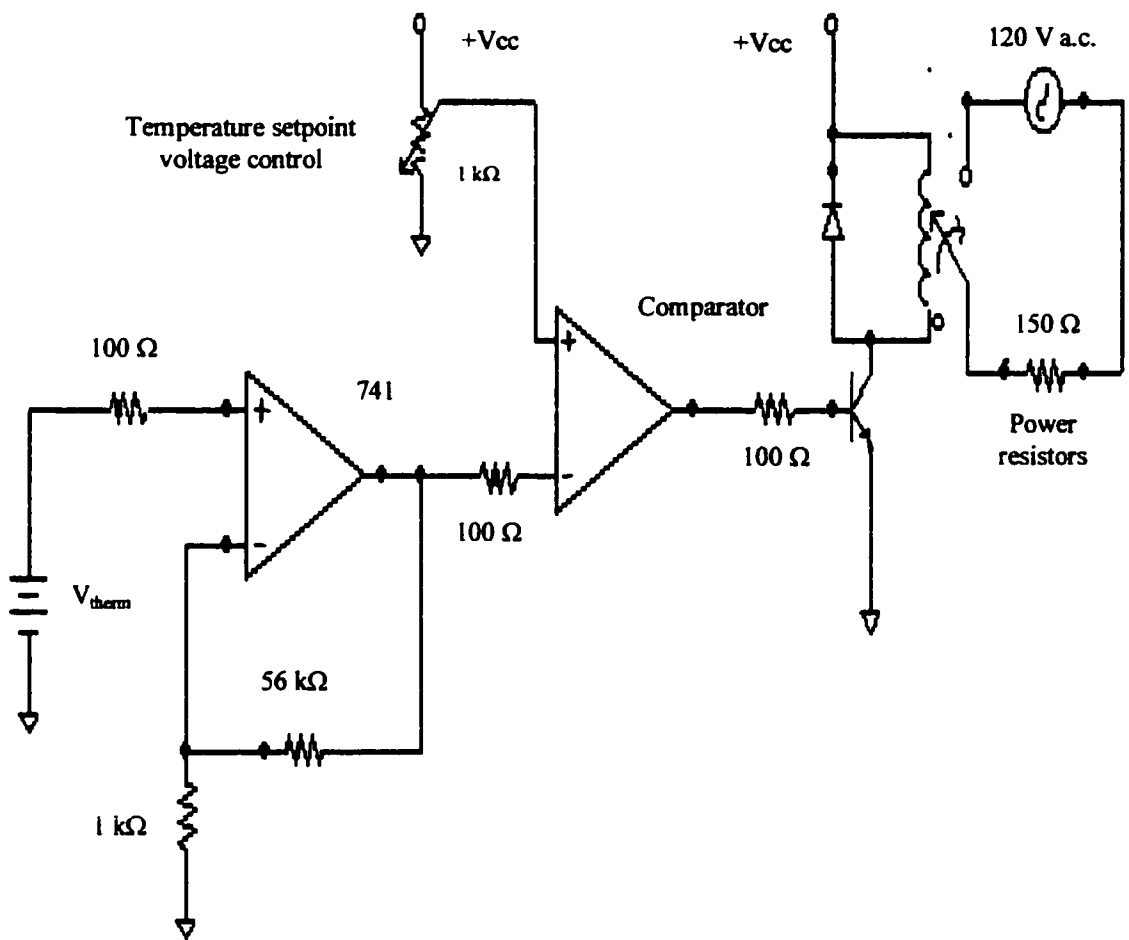 +Vcc
+Vcc
120 V a.c.
Temperature setpoint
voltage control
1 kΩ
Comparator
100 Ω
741
150 Ω
100 Ω
100 Ω
Power
resistors
V_therm
56 kΩ
1 kΩ
+
-
+
-